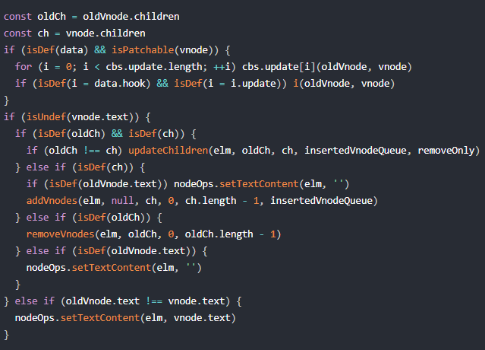 const oldCh = oldVnode.children
const ch = vnode.children
if (isDef(data) && isPatchable(vnode)) {
  for (i = 0; i < cbs.update.length; ++i) cbs.update[i](oldVnode, vnode)
  if (isDef(i = data.hook) && isDef(i = i.update)) i(oldVnode, vnode)
}
if (isUndef(vnode.text)) {
  if (isDef(oldCh) && isDef(ch)) {
    if (oldCh !== ch) updateChildren(elm, oldCh, ch, insertedVnodeQueue, removeOnly)
  } else if (isDef(ch)) {
    if (isDef(oldVnode.text)) nodeOps.setTextContent(elm, '')
    addVnodes(elm, null, ch, 0, ch.length - 1, insertedVnodeQueue)
  } else if (isDef(oldCh)) {
    removeVnodes(elm, oldCh, 0, oldCh.length - 1)
  } else if (isDef(oldVnode.text)) {
    nodeOps.setTextContent(elm, '')
  }
} else if (oldVnode.text !== vnode.text) {
  nodeOps.setTextContent(elm, vnode.text)
}